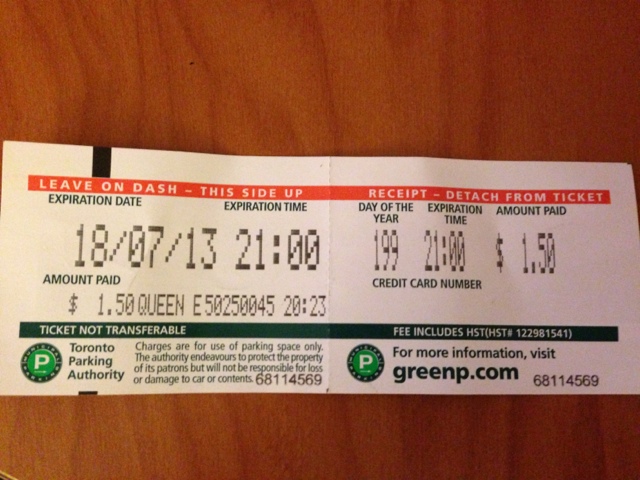 LEAVE ON DASH – THIS SIDE UP
EXPIRATION DATE EXPIRATION TIME
18/07/13 21:00
AMOUNT PAID
$ 1.50 QUEEN E 50250045 20:23
TICKET NOT TRANSFERABLE
P
Toronto
Parking
Authority
Charges are for use of parking space only.
The authority endeavours to protect the property
of its patrons but will not be responsible for loss
or damage to car or contents.
68114569
RECEIPT – DETACH FROM TICKET
DAY OF THE YEAR EXPIRATION TIME AMOUNT PAID
199 21:00 $ 1.50
CREDIT CARD NUMBER
FEE INCLUDES HST(HST# 122981541)
P
For more information, visit
greenp.com
68114569